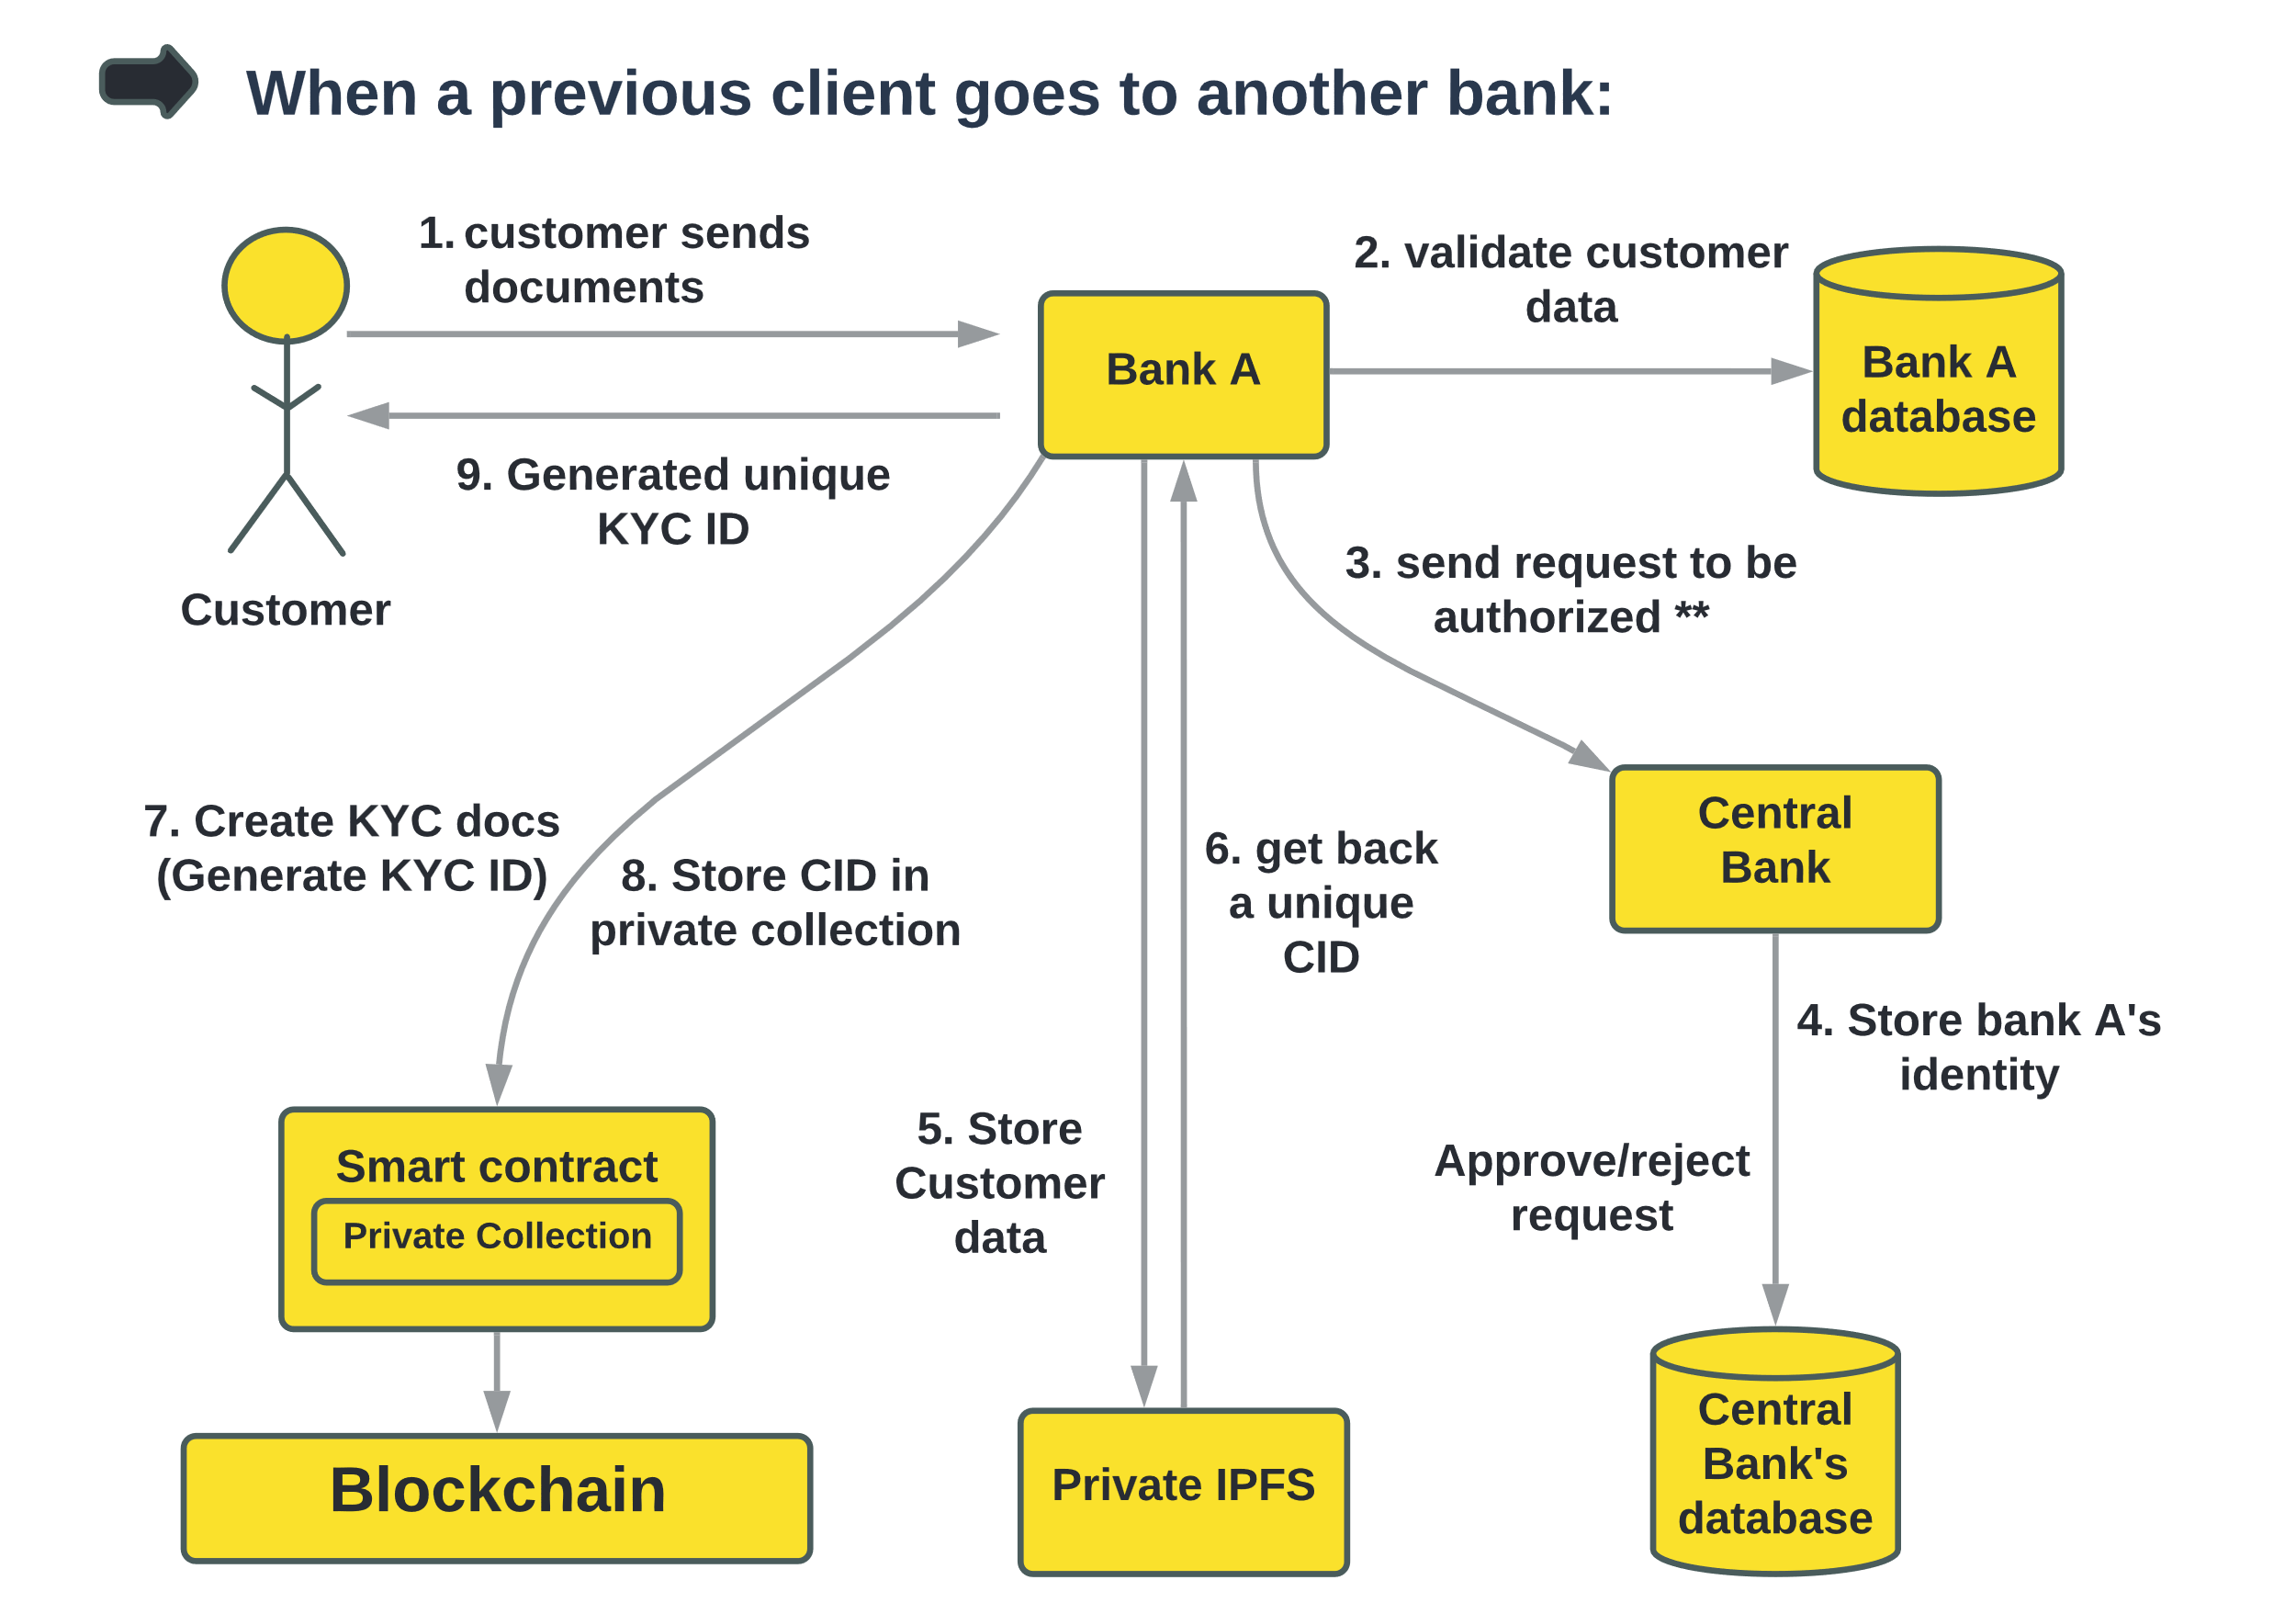 When a previous client goes to another bank:
1. customer sends
documents
2. validate customer
data
Bank A
Bank A
database
9. Generated unique
KYC ID
Customer
3. send request to be
authorized **
7. Create KYC docs
(Generate KYC ID)
8. Store CID in
private collection
6. get back
a unique
CID
Central
Bank
4. Store bank A's
identity
5. Store
Customer
data
Approve/reject
request
Smart contract
Private Collection
Blockchain
Private IPFS
Central
Bank's
database